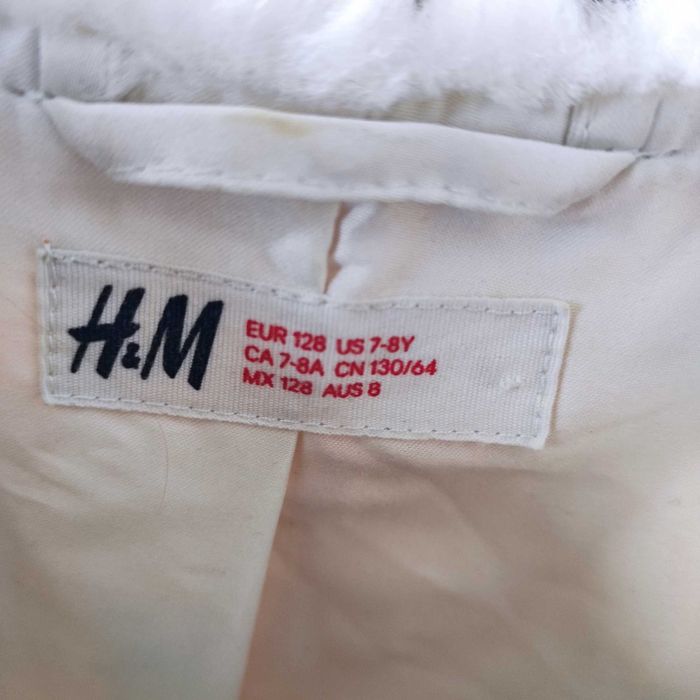 H&M
EUR 128 US 7-8Y
CA 7-8A CN 130/64
MX 128 AUS 8